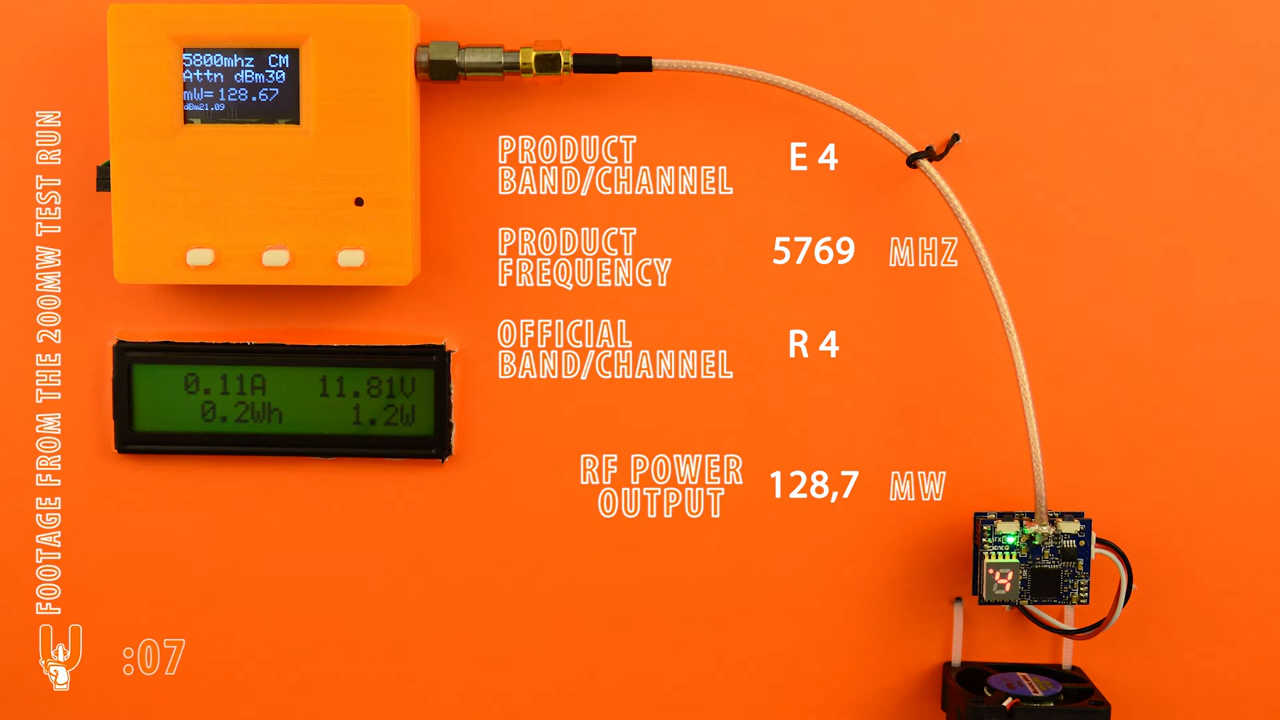 5800mhz CM
Attn dBm30
mW=128.67
dBm21.09
PRODUCT
BAND/CHANNEL
E 4
PRODUCT
FREQUENCY
5769 MHZ
OFFICIAL
BAND/CHANNEL
R 4
0.11A 11.81V
0.2Wh 1.2W
RF POWER
OUTPUT
128,7 MW
4
FOOTAGE FROM THE 200MW TEST RUN
:07